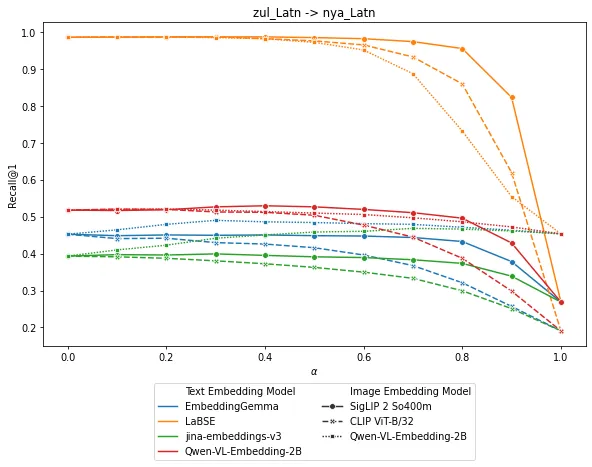 zul_Latn -> nya_Latn
1.0
0.9
0.8
0.7
0.6
0.5
0.4
0.3
0.2
Recall@1
0.0 0.2 0.4 0.6 0.8 1.0
α
Text Embedding Model Image Embedding Model
EmbeddingGemma SigLIP 2 So400m
LaBSE CLIP ViT-B/32
jina-embeddings-v3 Qwen-VL-Embedding-2B
Qwen-VL-Embedding-2B